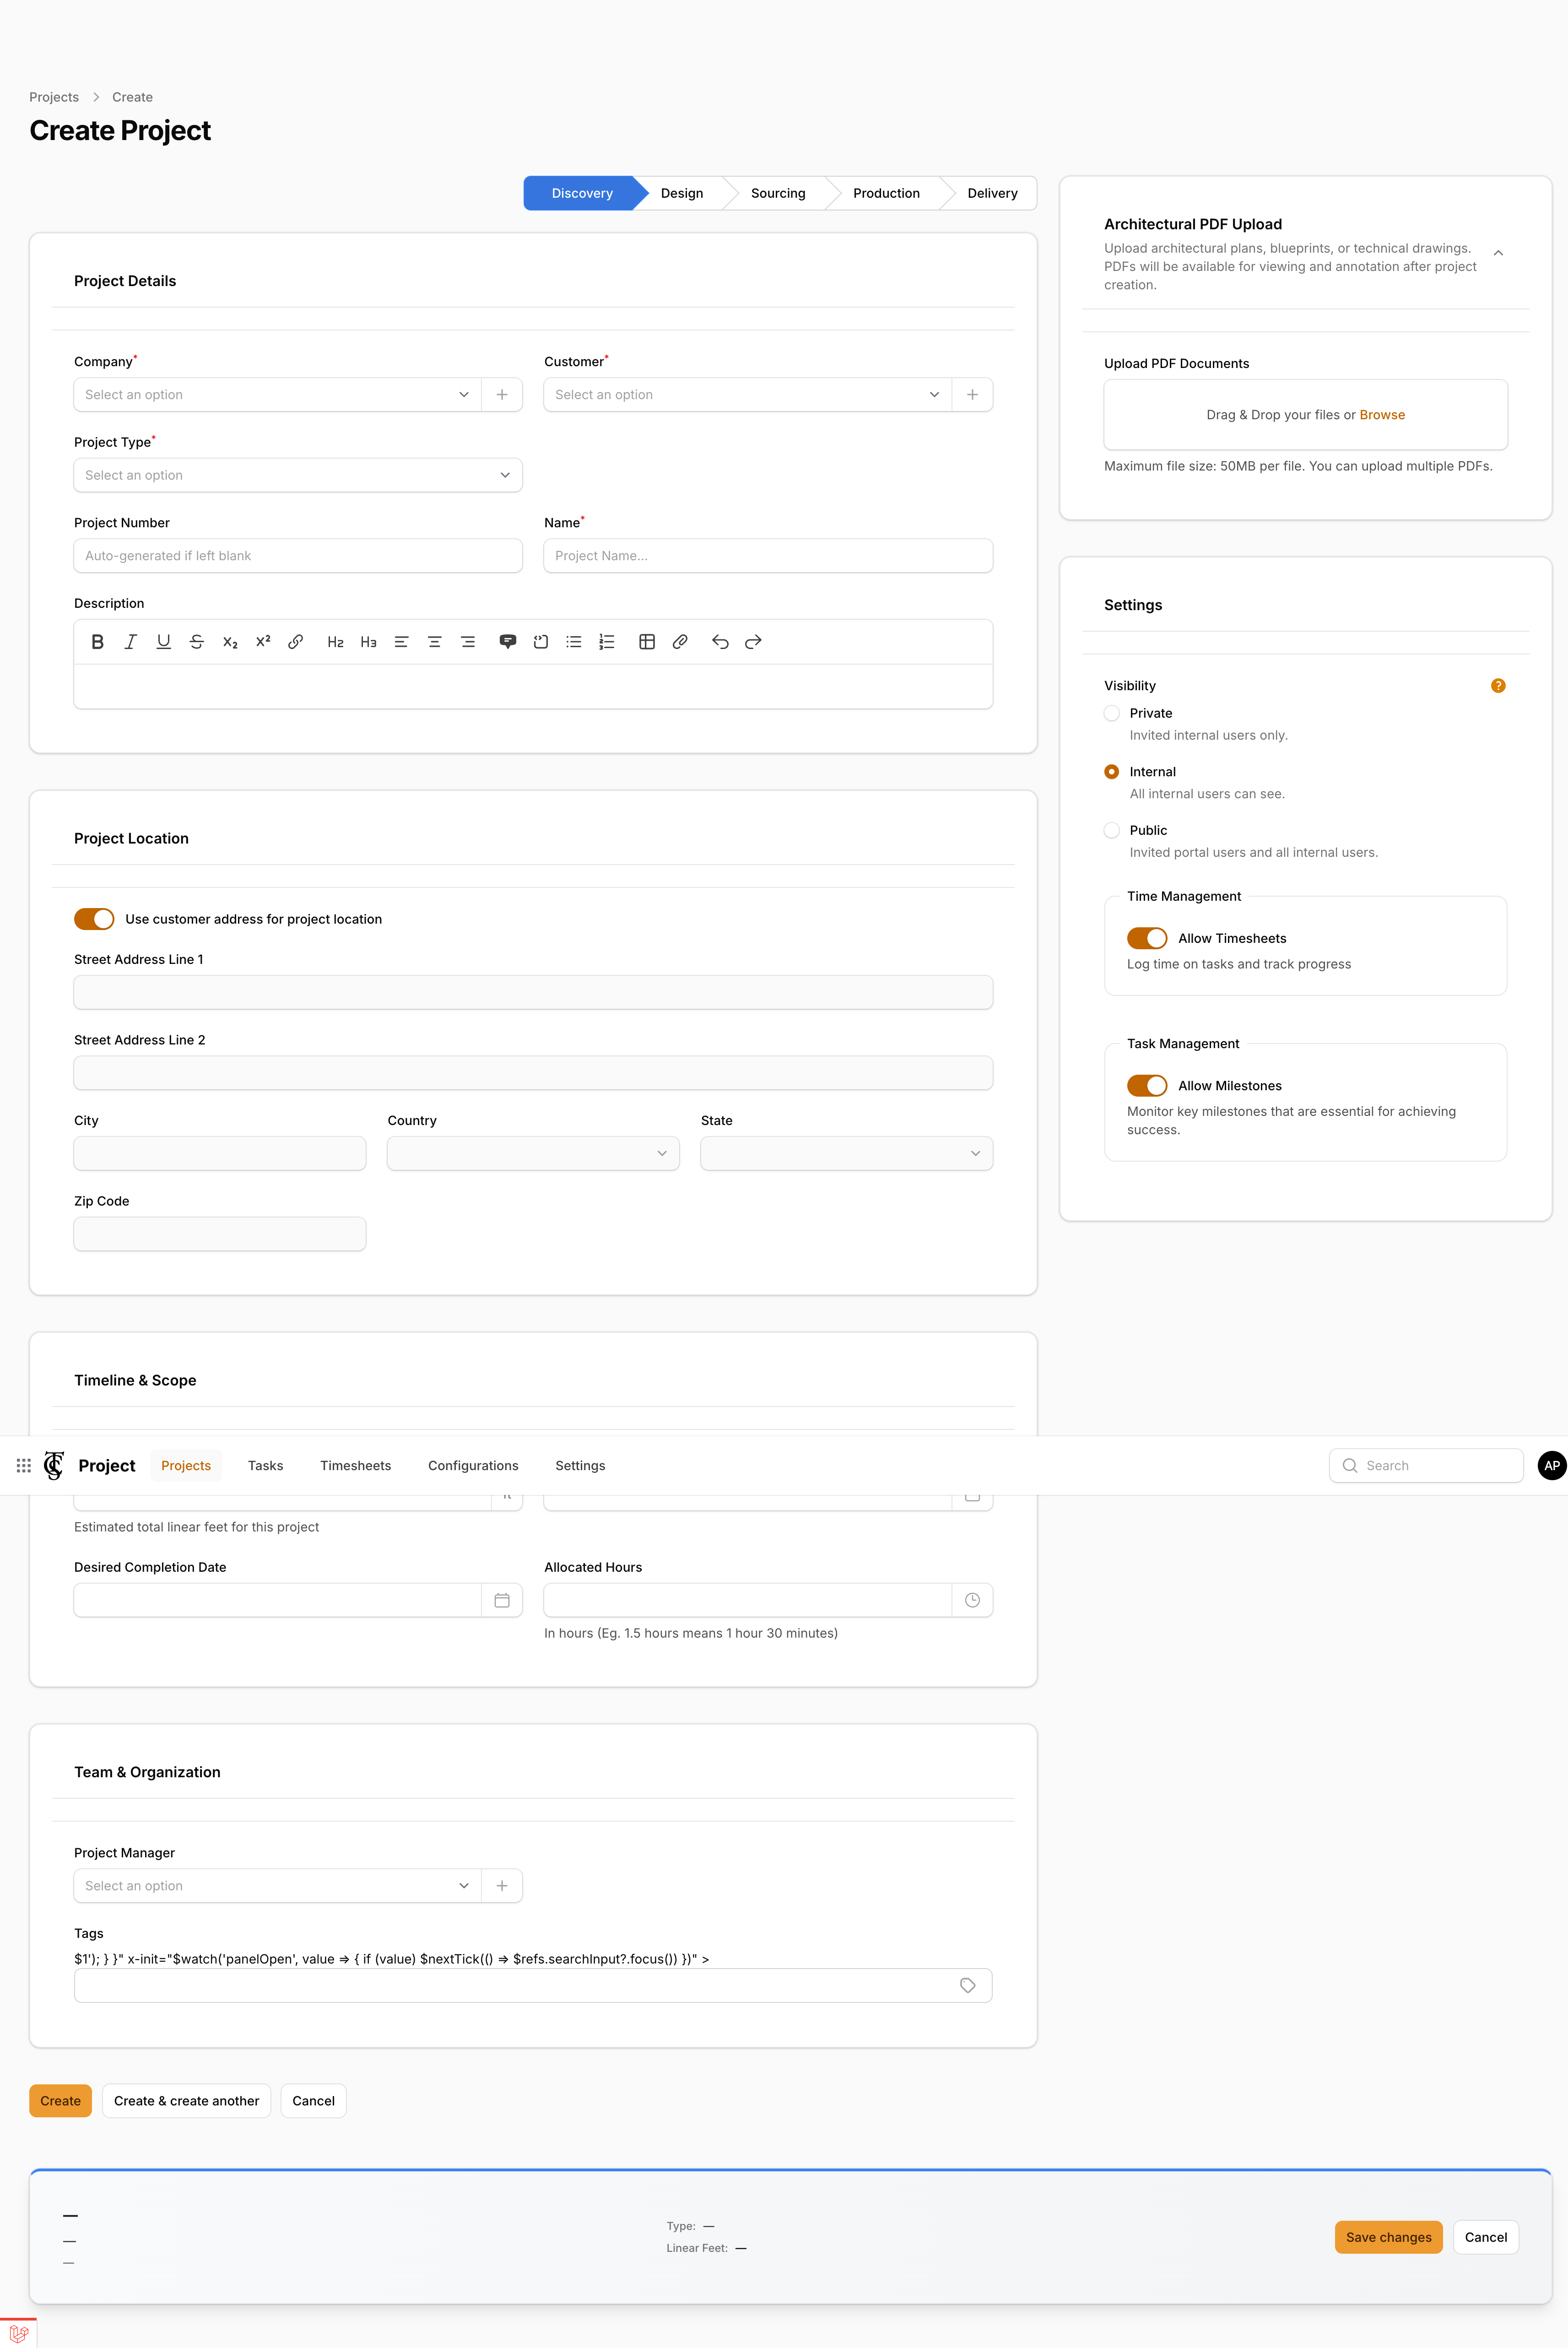 Projects > Create
Create Project
Discovery
Design
Sourcing
Production
Delivery
Project Details
Company*
Customer*
Select an option
Select an option
Project Type*
Select an option
Project Number
Name*
Auto-generated if left blank
Project Name...
Description
B I U S X₂ X² H2 H3
Project Location
Use customer address for project location
Street Address Line 1
Street Address Line 2
City
Country
State
Zip Code
Timeline & Scope
Project
Projects
Tasks
Timesheets
Configurations
Settings
Search
AP
Estimated total linear feet for this project
Desired Completion Date
Allocated Hours
In hours (Eg. 1.5 hours means 1 hour 30 minutes)
Team & Organization
Project Manager
Select an option
Tags
$1'); } }" x-init="$watch('panelOpen', value => { if (value) $nextTick(() => $refs.searchInput?.focus()) })" >
Create
Create & create another
Cancel
Architectural PDF Upload
Upload architectural plans, blueprints, or technical drawings.
PDFs will be available for viewing and annotation after project
creation.
Upload PDF Documents
Drag & Drop your files or Browse
Maximum file size: 50MB per file. You can upload multiple PDFs.
Settings
Visibility
?
Private
Invited internal users only.
Internal
All internal users can see.
Public
Invited portal users and all internal users.
Time Management
Allow Timesheets
Log time on tasks and track progress
Task Management
Allow Milestones
Monitor key milestones that are essential for achieving
success.
—
—
—
Type: —
Linear Feet: —
Save changes
Cancel